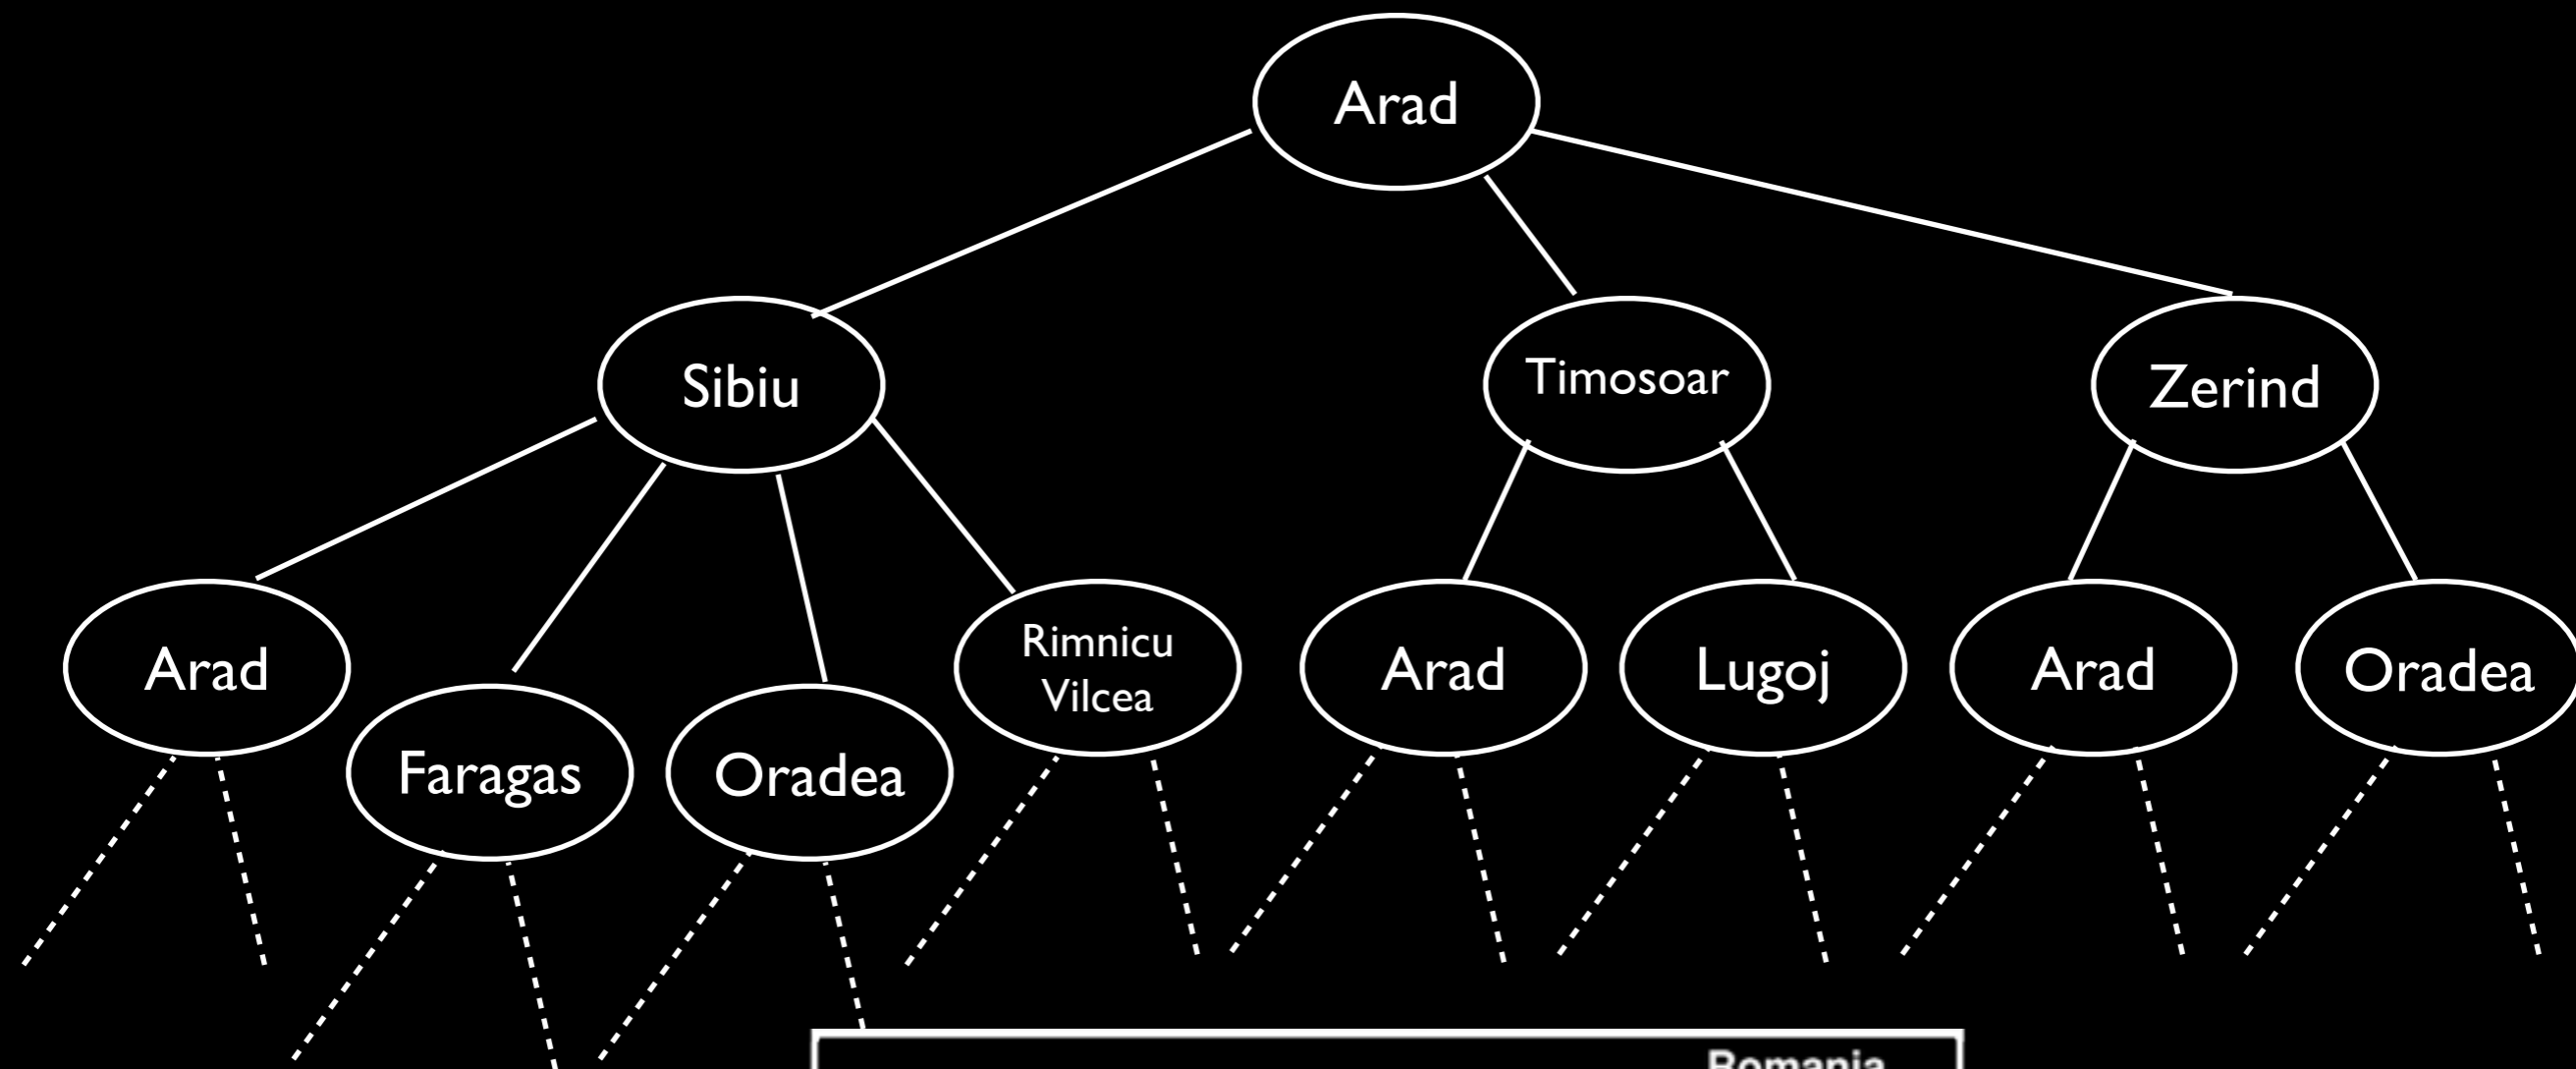 Arad
Sibiu
Timosoar
Zerind
Arad
Faragas
Oradea
Rimnicu
Vilcea
Arad
Lugoj
Arad
Oradea
Romania